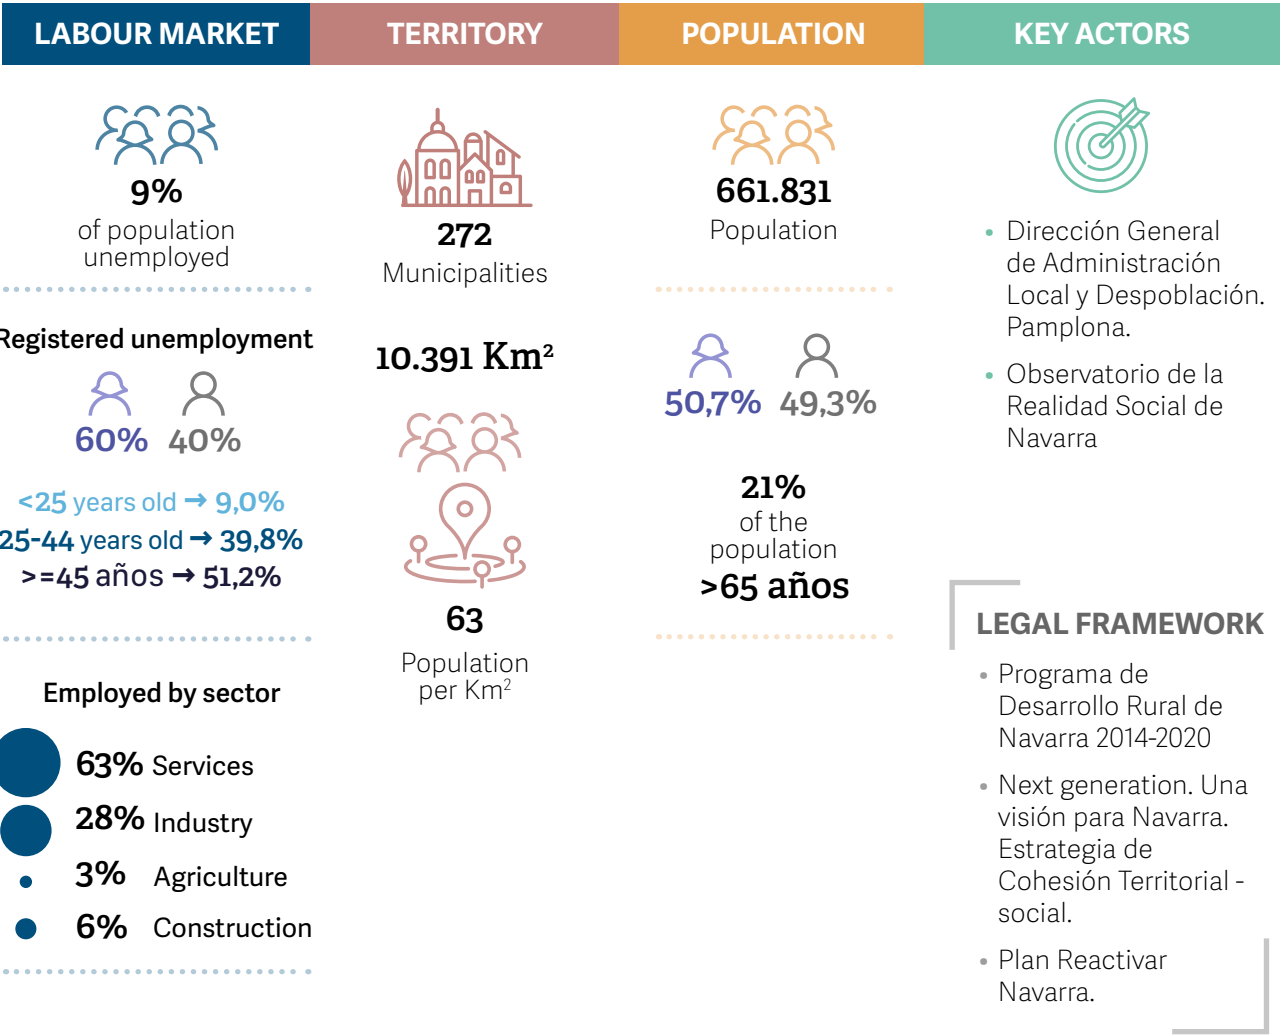 LABOUR MARKET
9%
of population
unemployed
Registered unemployment
60% 40%
<25 years old → 9,0%
25-44 years old → 39,8%
>=45 años → 51,2%
Employed by sector
63% Services
28% Industry
3% Agriculture
6% Construction
TERRITORY
272
Municipalities
10.391 Km²
63
Population
per Km²
POPULATION
661.831
Population
50,7% 49,3%
21%
of the
population
>65 años
KEY ACTORS
• Dirección General
de Administración
Local y Despoblación.
Pamplona.
• Observatorio de la
Realidad Social de
Navarra
LEGAL FRAMEWORK
• Programa de
Desarrollo Rural de
Navarra 2014-2020
• Next generation. Una
visión para Navarra.
Estrategia de
Cohesión Territorial -
social.
• Plan Reactivar
Navarra.